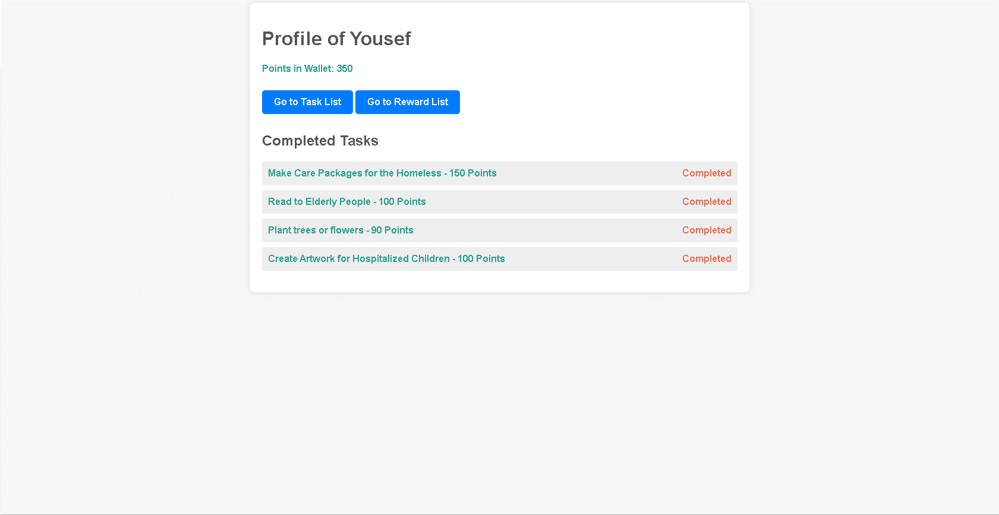 Profile of Yousef
Points in Wallet: 350
Go to Task List Go to Reward List
Completed Tasks
Make Care Packages for the Homeless - 150 Points Completed
Read to Elderly People - 100 Points Completed
Plant trees or flowers - 90 Points Completed
Create Artwork for Hospitalized Children - 100 Points Completed